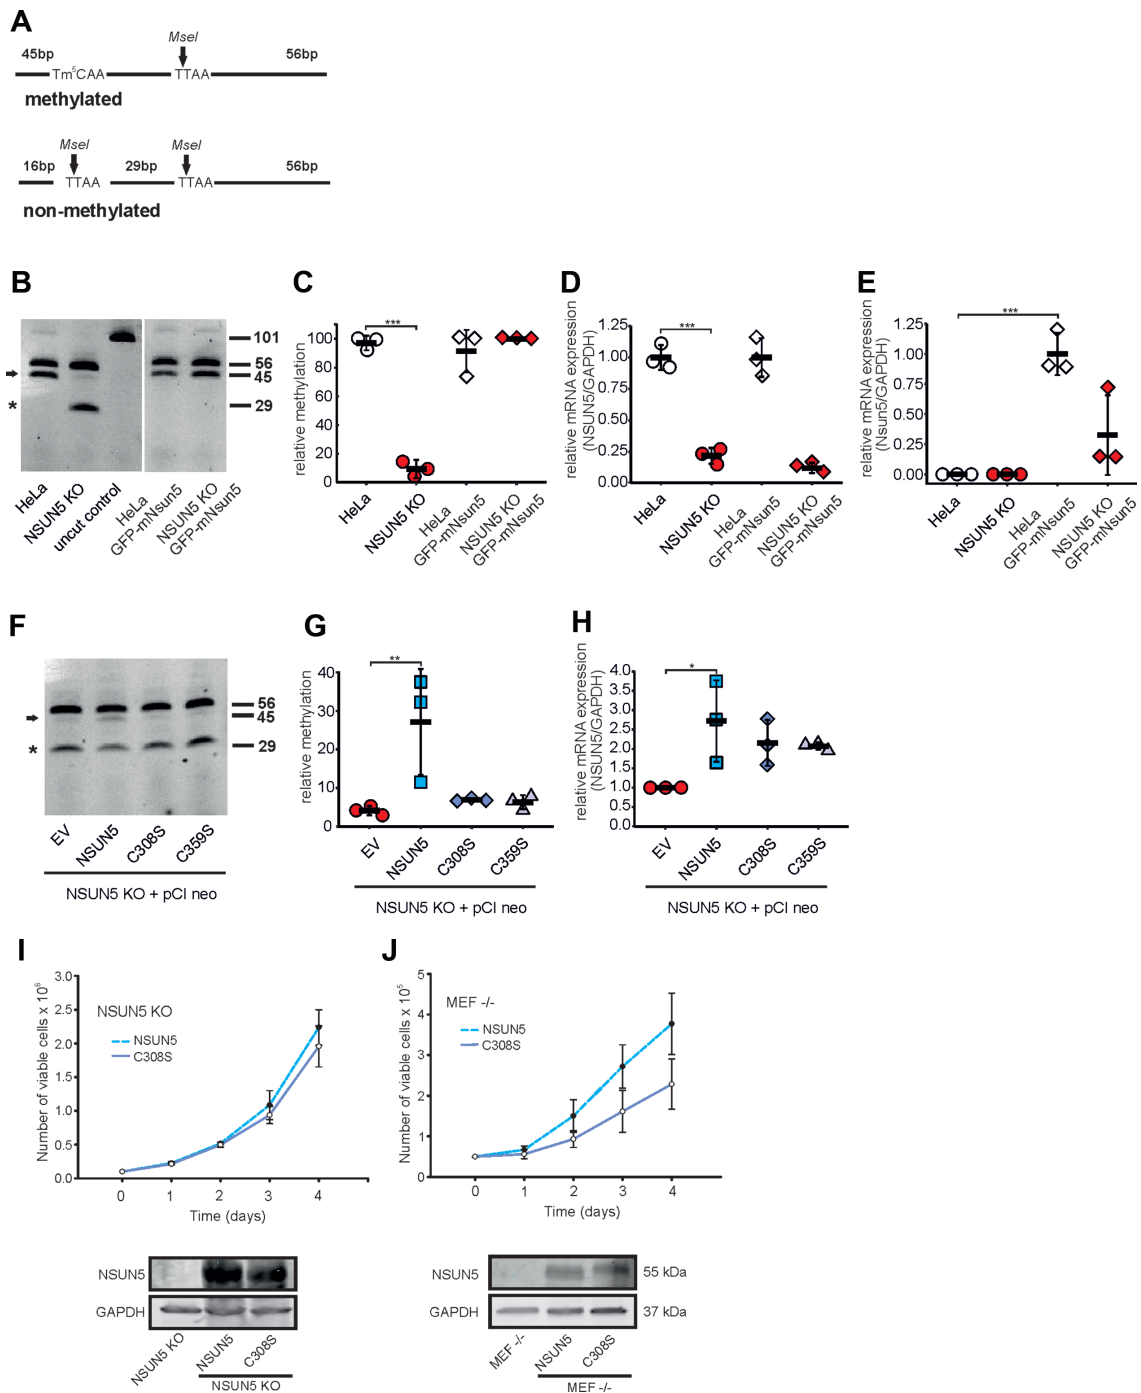 A
MseI
45bp
56bp
Tm⁵CAA
TTAA
methylated
MseI
MseI
16bp
29bp
56bp
TTAA
TTAA
non-methylated
B
101
56
45
*
29
HeLa
NSUN5 KO
uncut control
HeLa
GFP-mNsun5
NSUN5 KO
GFP-mNsun5
C
relative methylation
100
80
60
40
20
0
***
HeLa
NSUN5 KO
HeLa
GFP-mNsun5
NSUN5 KO
GFP-mNsun5
D
relative mRNA expression
(NSUN5/GAPDH)
1.25
1.00
0.75
0.50
0.25
0.00
***
HeLa
NSUN5 KO
HeLa
GFP-mNsun5
NSUN5 KO
GFP-mNsun5
E
relative mRNA expression
(Nsun5/GAPDH)
1.25
1.00
0.75
0.50
0.25
0.00
***
HeLa
NSUN5 KO
HeLa
GFP-mNsun5
NSUN5 KO
GFP-mNsun5
F
56
45
*
29
EV
NSUN5
C308S
C359S
NSUN5 KO + pCI neo
G
relative methylation
40
30
20
10
0
**
EV
NSUN5
C308S
C359S
NSUN5 KO + pCI neo
H
relative mRNA expression
(NSUN5/GAPDH)
4.0
3.5
3.0
2.5
2.0
1.5
1.0
0.5
0.0
*
EV
NSUN5
C308S
C359S
NSUN5 KO + pCI neo
I
Number of viable cells x 10⁶
3.0
2.5
2.0
1.5
1.0
0.5
0.0
NSUN5 KO
NSUN5
C308S
0 1 2 3 4
Time (days)
NSUN5
GAPDH
NSUN5 KO
NSUN5
C308S
NSUN5 KO
J
Number of viable cells x 10⁵
5
4
3
2
1
0
MEF -/-
NSUN5
C308S
0 1 2 3 4
Time (days)
NSUN5
55 kDa
GAPDH
37 kDa
MEF -/-
NSUN5
C308S
MEF -/-